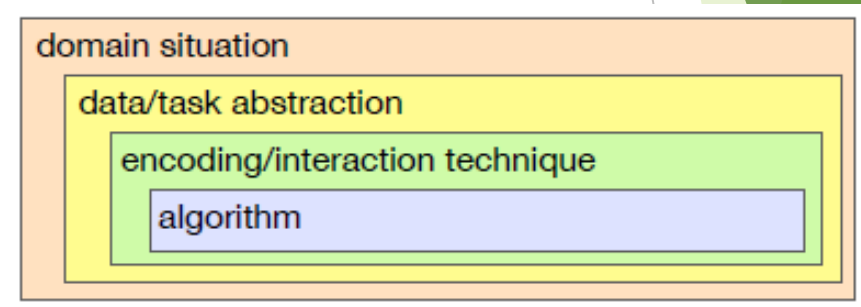 domain situation
data/task abstraction
encoding/interaction technique
algorithm